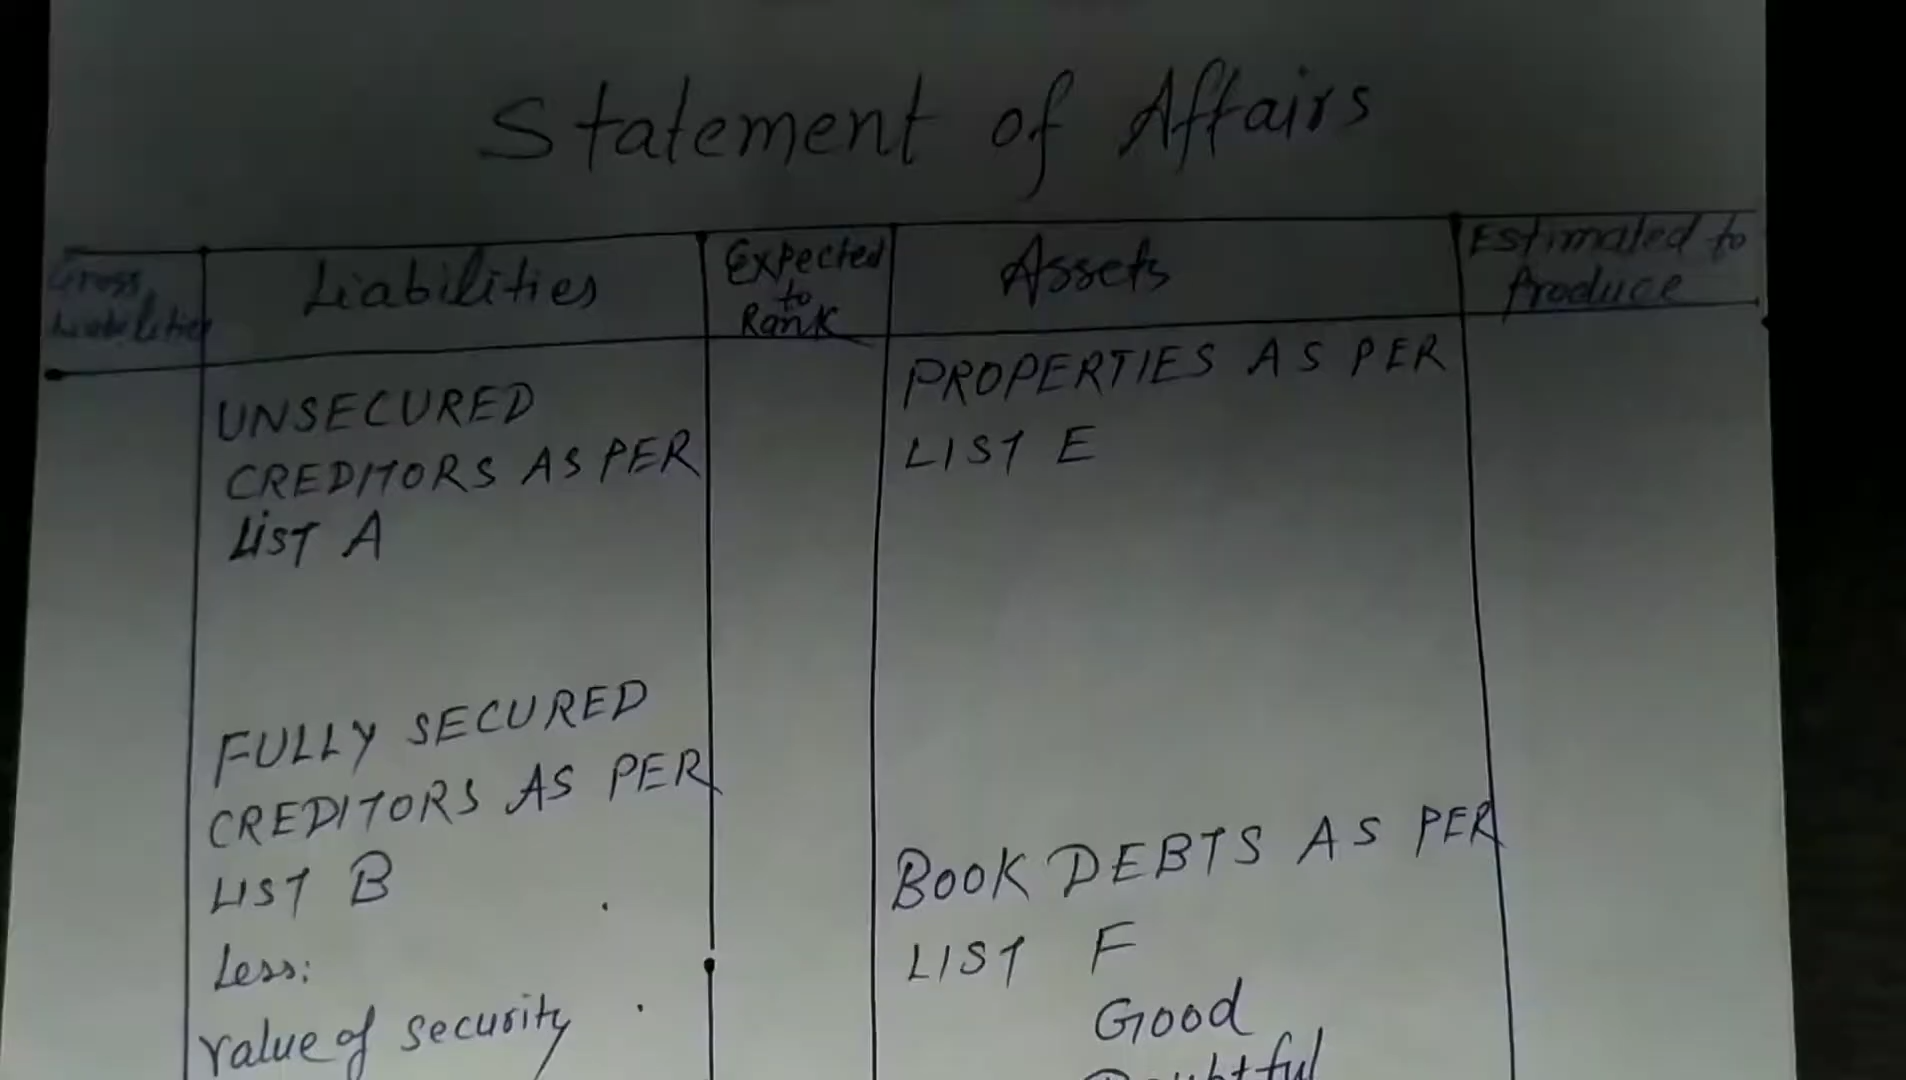 Statement of Affairs
Gross
Liabilities
Liabilities
Expected
to
Rank
Assets
Estimated to
Produce
UNSECURED
CREDITORS AS PER
LIST A
FULLY SECURED
CREDITORS AS PER
LIST B
Less:
Value of security
PROPERTIES AS PER
LIST E
BOOK DEBTS AS PER
LIST F
Good
Doubtful